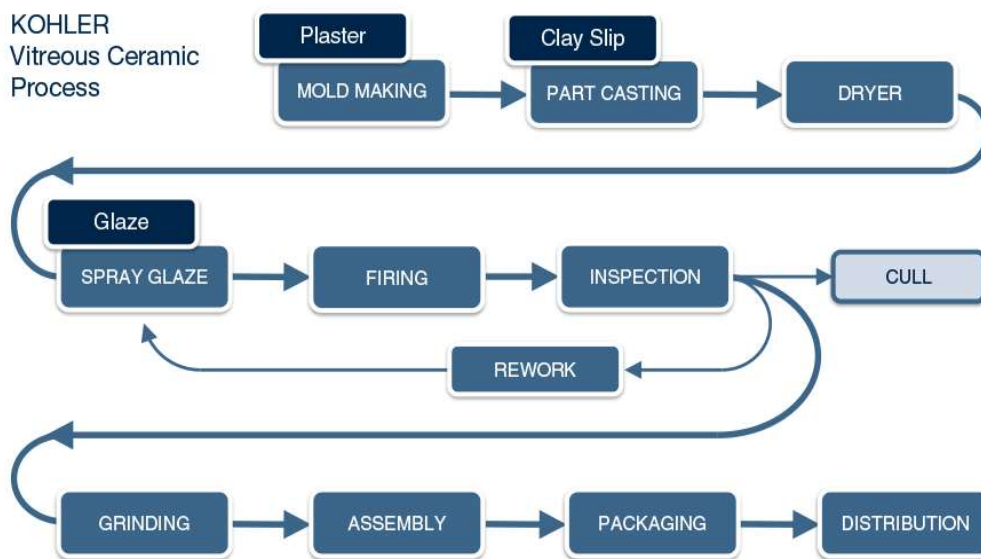 KOHLER
Vitreous Ceramic
Process
Plaster
MOLD MAKING
Clay Slip
PART CASTING
DRYER
Glaze
SPRAY GLAZE
FIRING
INSPECTION
CULL
REWORK
GRINDING
ASSEMBLY
PACKAGING
DISTRIBUTION